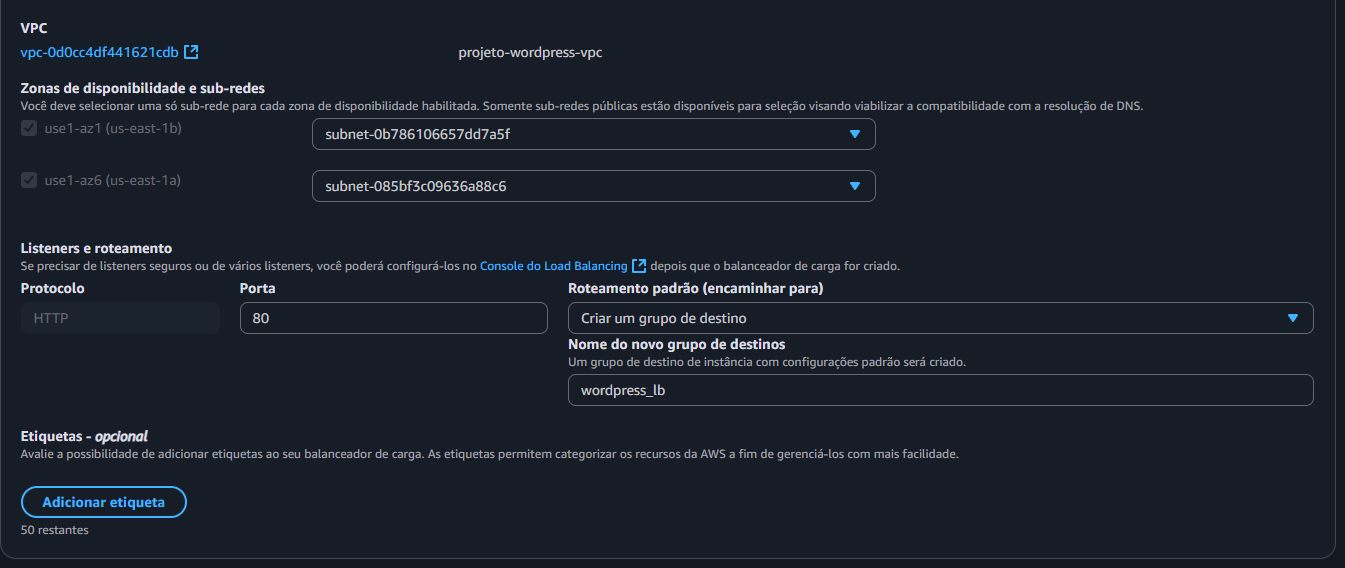 VPC
vpc-0d0cc4df441621cdb
projeto-wordpress-vpc
Zonas de disponibilidade e sub-redes
Você deve selecionar uma só sub-rede para cada zona de disponibilidade habilitada. Somente sub-redes públicas estão disponíveis para seleção visando viabilizar a compatibilidade com a resolução de DNS.
use1-az1 (us-east-1b)
subnet-0b786106657dd7a5f
use1-az6 (us-east-1a)
subnet-085bf3c09636a88c6
Listeners e roteamento
Se precisar de listeners seguros ou de vários listeners, você poderá configurá-los no Console do Load Balancing depois que o balanceador de carga for criado.
Protocolo
Porta
Roteamento padrão (encaminhar para)
HTTP
80
Criar um grupo de destino
Nome do novo grupo de destinos
Um grupo de destino de instância com configurações padrão será criado.
wordpress_lb
Etiquetas - opcional
Avalie a possibilidade de adicionar etiquetas ao seu balanceador de carga. As etiquetas permitem categorizar os recursos da AWS a fim de gerenciá-los com mais facilidade.
Adicionar etiqueta
50 restantes